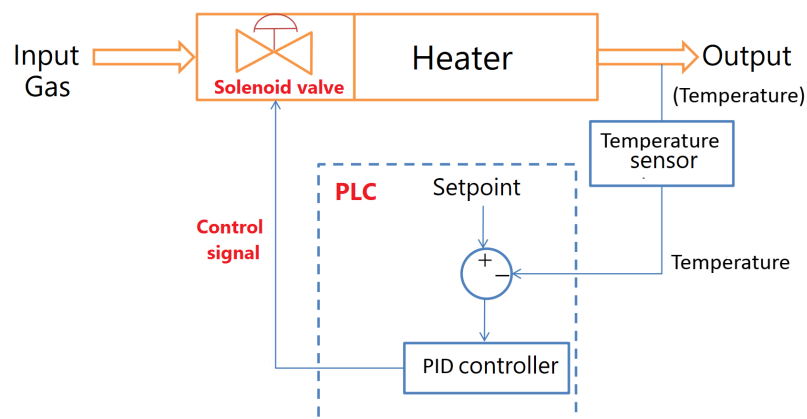 Input
Gas
Solenoid valve
Heater
Output
(Temperature)
Temperature
sensor
PLC
Setpoint
+
−
Control
signal
Temperature
PID controller